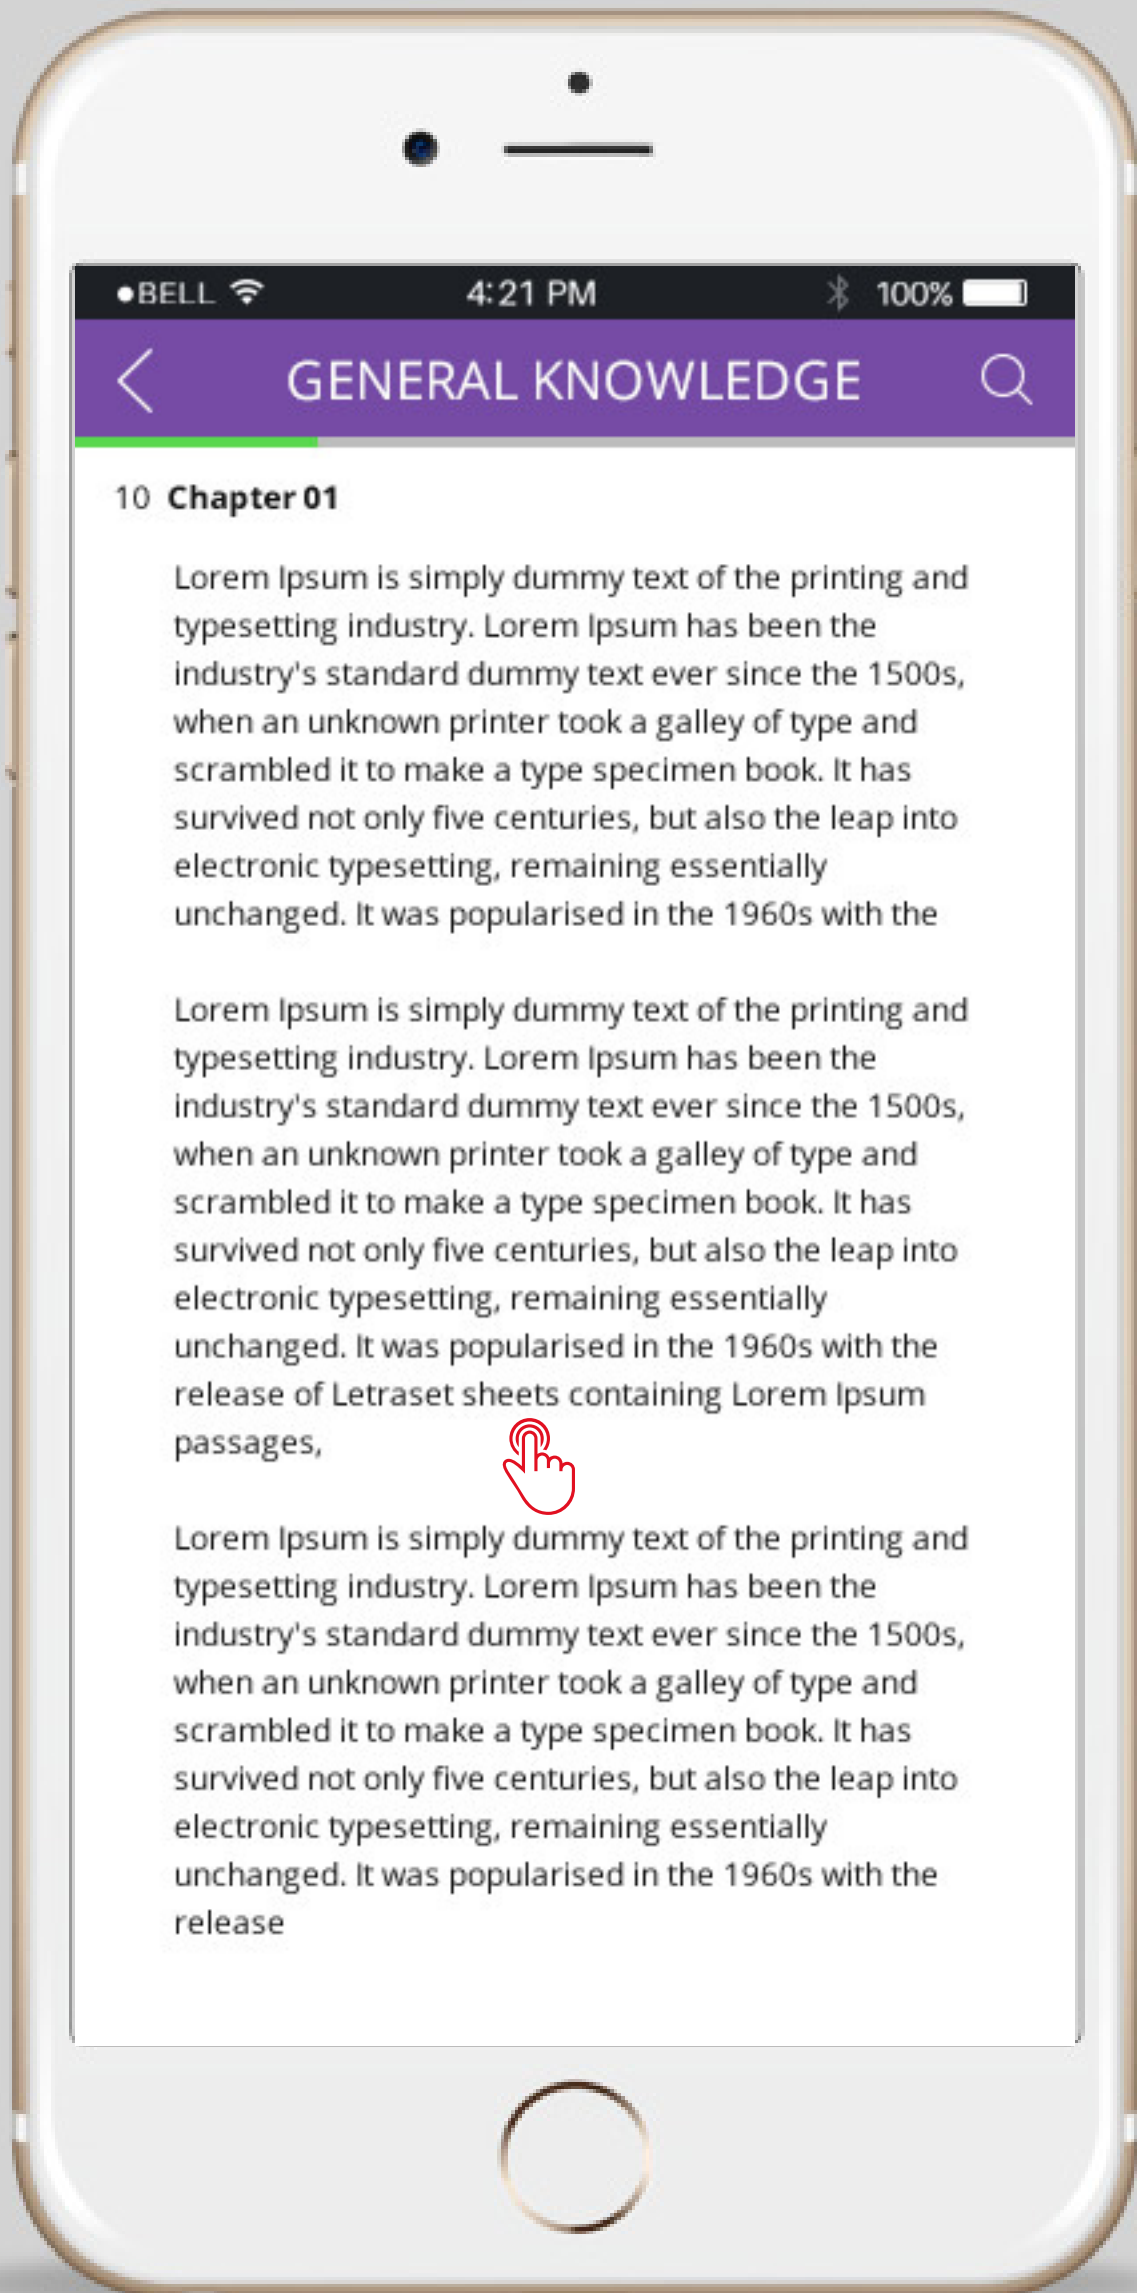 BELL 4:21 PM 100%
GENERAL KNOWLEDGE
10 Chapter 01
Lorem Ipsum is simply dummy text of the printing and
typesetting industry. Lorem Ipsum has been the
industry's standard dummy text ever since the 1500s,
when an unknown printer took a galley of type and
scrambled it to make a type specimen book. It has
survived not only five centuries, but also the leap into
electronic typesetting, remaining essentially
unchanged. It was popularised in the 1960s with the
Lorem Ipsum is simply dummy text of the printing and
typesetting industry. Lorem Ipsum has been the
industry's standard dummy text ever since the 1500s,
when an unknown printer took a galley of type and
scrambled it to make a type specimen book. It has
survived not only five centuries, but also the leap into
electronic typesetting, remaining essentially
unchanged. It was popularised in the 1960s with the
release of Letraset sheets containing Lorem Ipsum
passages,
Lorem Ipsum is simply dummy text of the printing and
typesetting industry. Lorem Ipsum has been the
industry's standard dummy text ever since the 1500s,
when an unknown printer took a galley of type and
scrambled it to make a type specimen book. It has
survived not only five centuries, but also the leap into
electronic typesetting, remaining essentially
unchanged. It was popularised in the 1960s with the
release